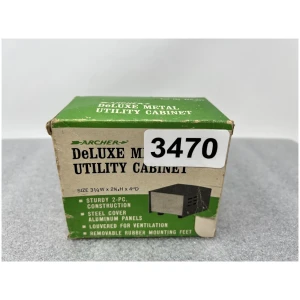 DELUXE METAL
UTILITY CABINET
ARCHER
DeLUXE M
UTILITY CABINET
3470
• STURDY 2-PC.
CONSTRUCTION
• STEEL COVER
ALUMINUM PANELS
• LOUVERED FOR VENTILATION
• REMOVABLE RUBBER MOUNTING FEET